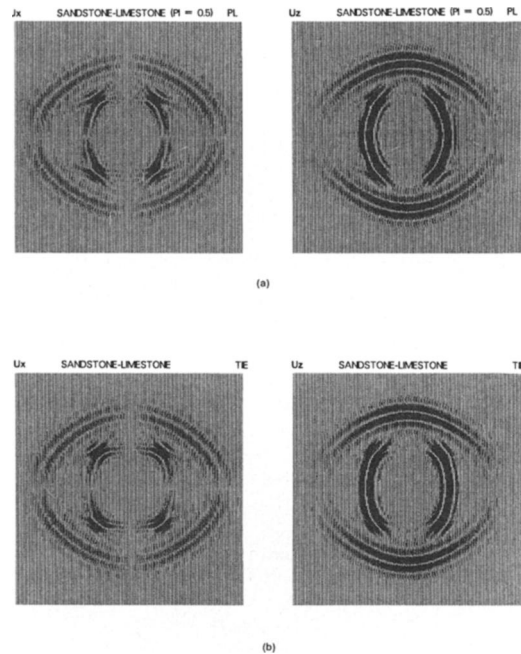 Ux SANDSTONE-LIMESTONE (PI = 0.5) PL
Uz SANDSTONE-LIMESTONE (PI = 0.5) PL
(a)
Ux SANDSTONE-LIMESTONE TIE
Uz SANDSTONE-LIMESTONE TIE
(b)